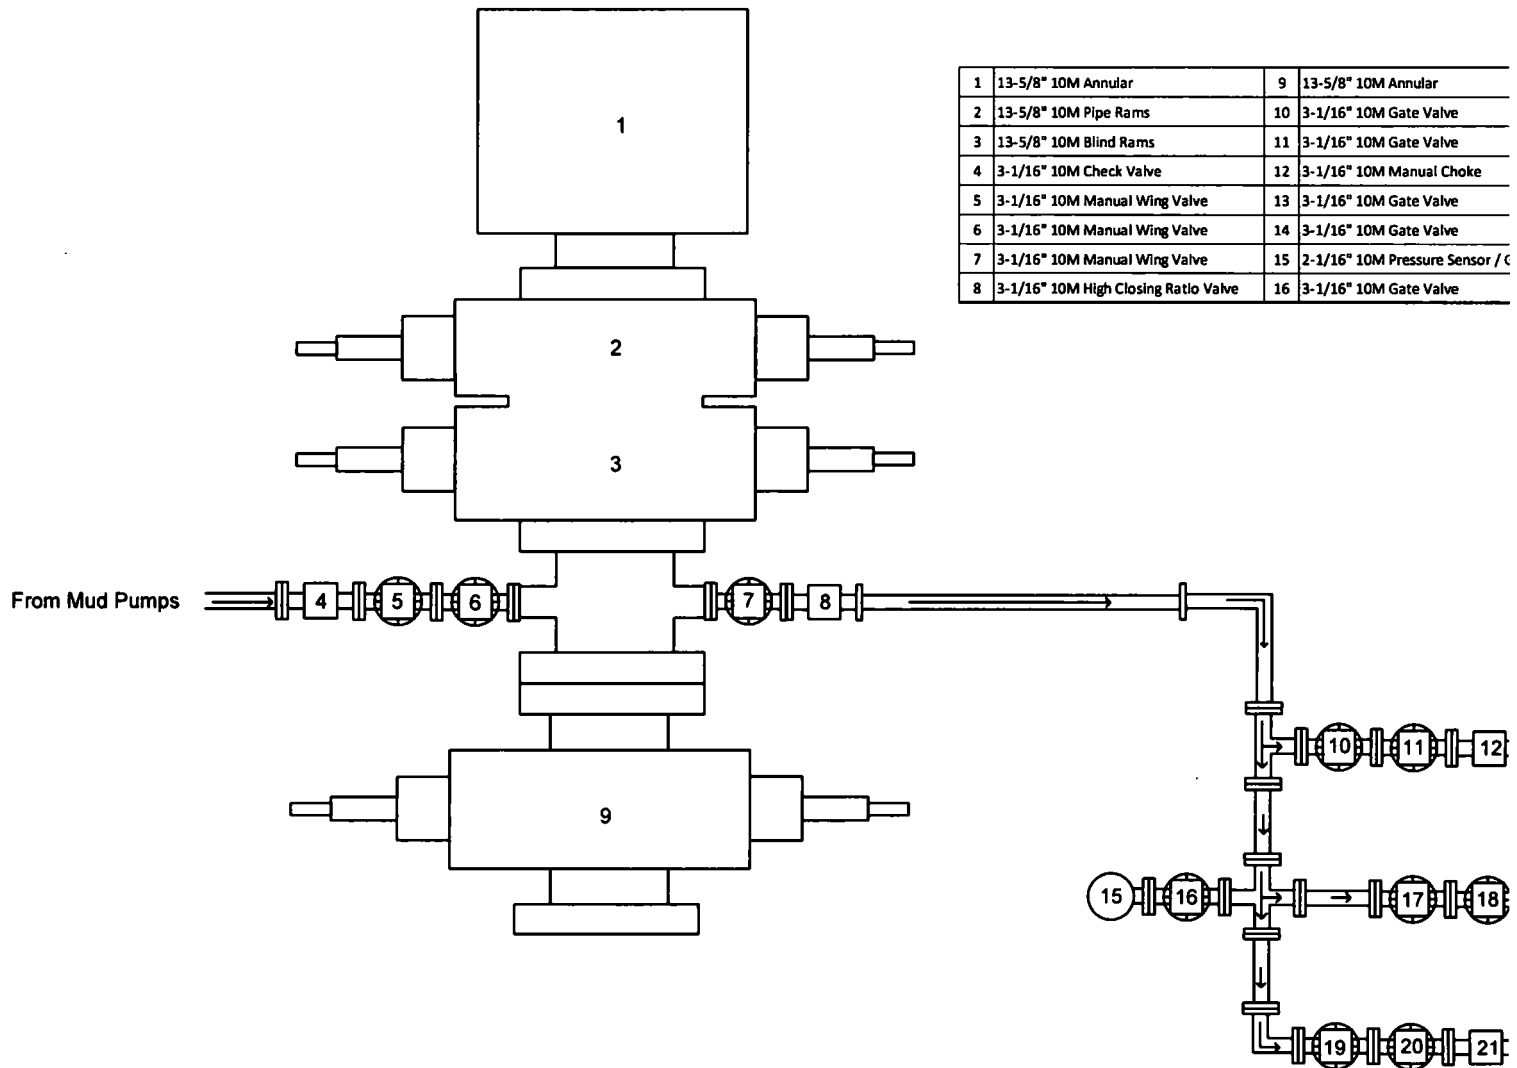 1
1 13-5/8" 10M Annular 9 13-5/8" 10M Annular
2 13-5/8" 10M Pipe Rams 10 3-1/16" 10M Gate Valve
3 13-5/8" 10M Blind Rams 11 3-1/16" 10M Gate Valve
4 3-1/16" 10M Check Valve 12 3-1/16" 10M Manual Choke
5 3-1/16" 10M Manual Wing Valve 13 3-1/16" 10M Gate Valve
6 3-1/16" 10M Manual Wing Valve 14 3-1/16" 10M Gate Valve
7 3-1/16" 10M Manual Wing Valve 15 2-1/16" 10M Pressure Sensor /
8 3-1/16" 10M High Closing Ratio Valve 16 3-1/16" 10M Gate Valve
2
3
From Mud Pumps 4 5 6 7 8
10 11 12
9
15 16 17 18
19 20 21